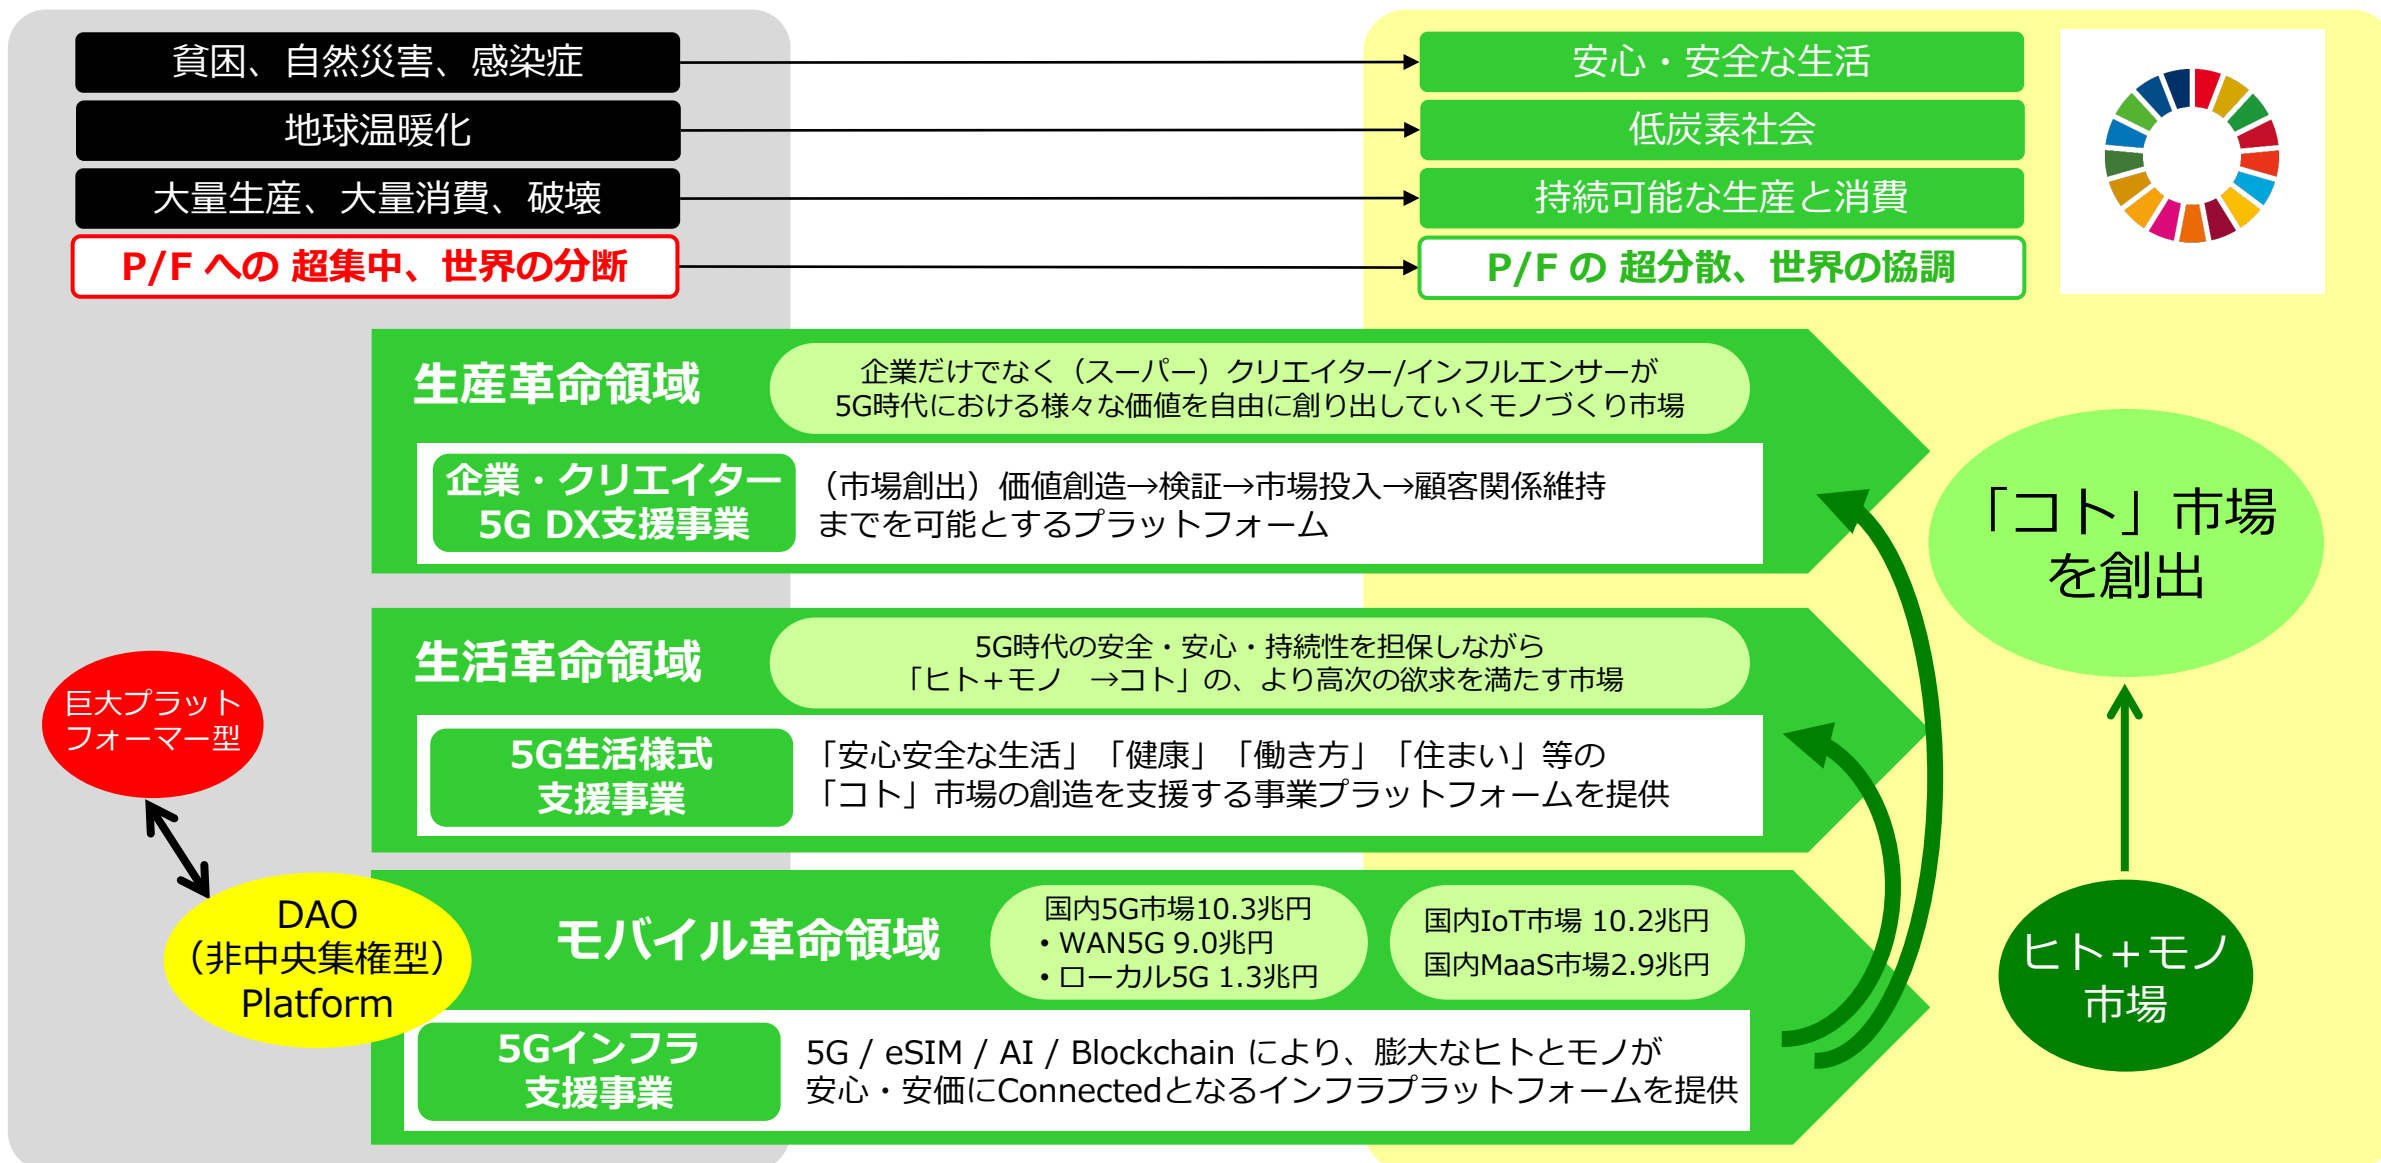 貧困、自然災害、感染症
安心・安全な生活
地球温暖化
低炭素社会
大量生産、大量消費、破壊
持続可能な生産と消費
P/F への 超集中、世界の分断
P/F の 超分散、世界の協調
生産革命領域
企業だけでなく（スーパー）クリエイター/インフルエンサーが
5G時代における様々な価値を自由に創り出していくモノづくり市場
企業・クリエイター
5G DX支援事業
（市場創出）価値創造→検証→市場投入→顧客関係維持
までを可能とするプラットフォーム
「コト」市場
を創出
生活革命領域
5G時代の安全・安心・持続性を担保しながら
「ヒト＋モノ　→コト」の、より高次の欲求を満たす市場
5G生活様式
支援事業
「安心安全な生活」「健康」「働き方」「住まい」等の
「コト」市場の創造を支援する事業プラットフォームを提供
巨大プラット
フォーマー型
DAO
（非中央集権型）
Platform
モバイル革命領域
国内5G市場10.3兆円
• WAN5G 9.0兆円
• ローカル5G 1.3兆円
国内IoT市場 10.2兆円
国内MaaS市場2.9兆円
5Gインフラ
支援事業
5G / eSIM / AI / Blockchain により、膨大なヒトとモノが
安心・安価にConnectedとなるインフラプラットフォームを提供
ヒト＋モノ
市場